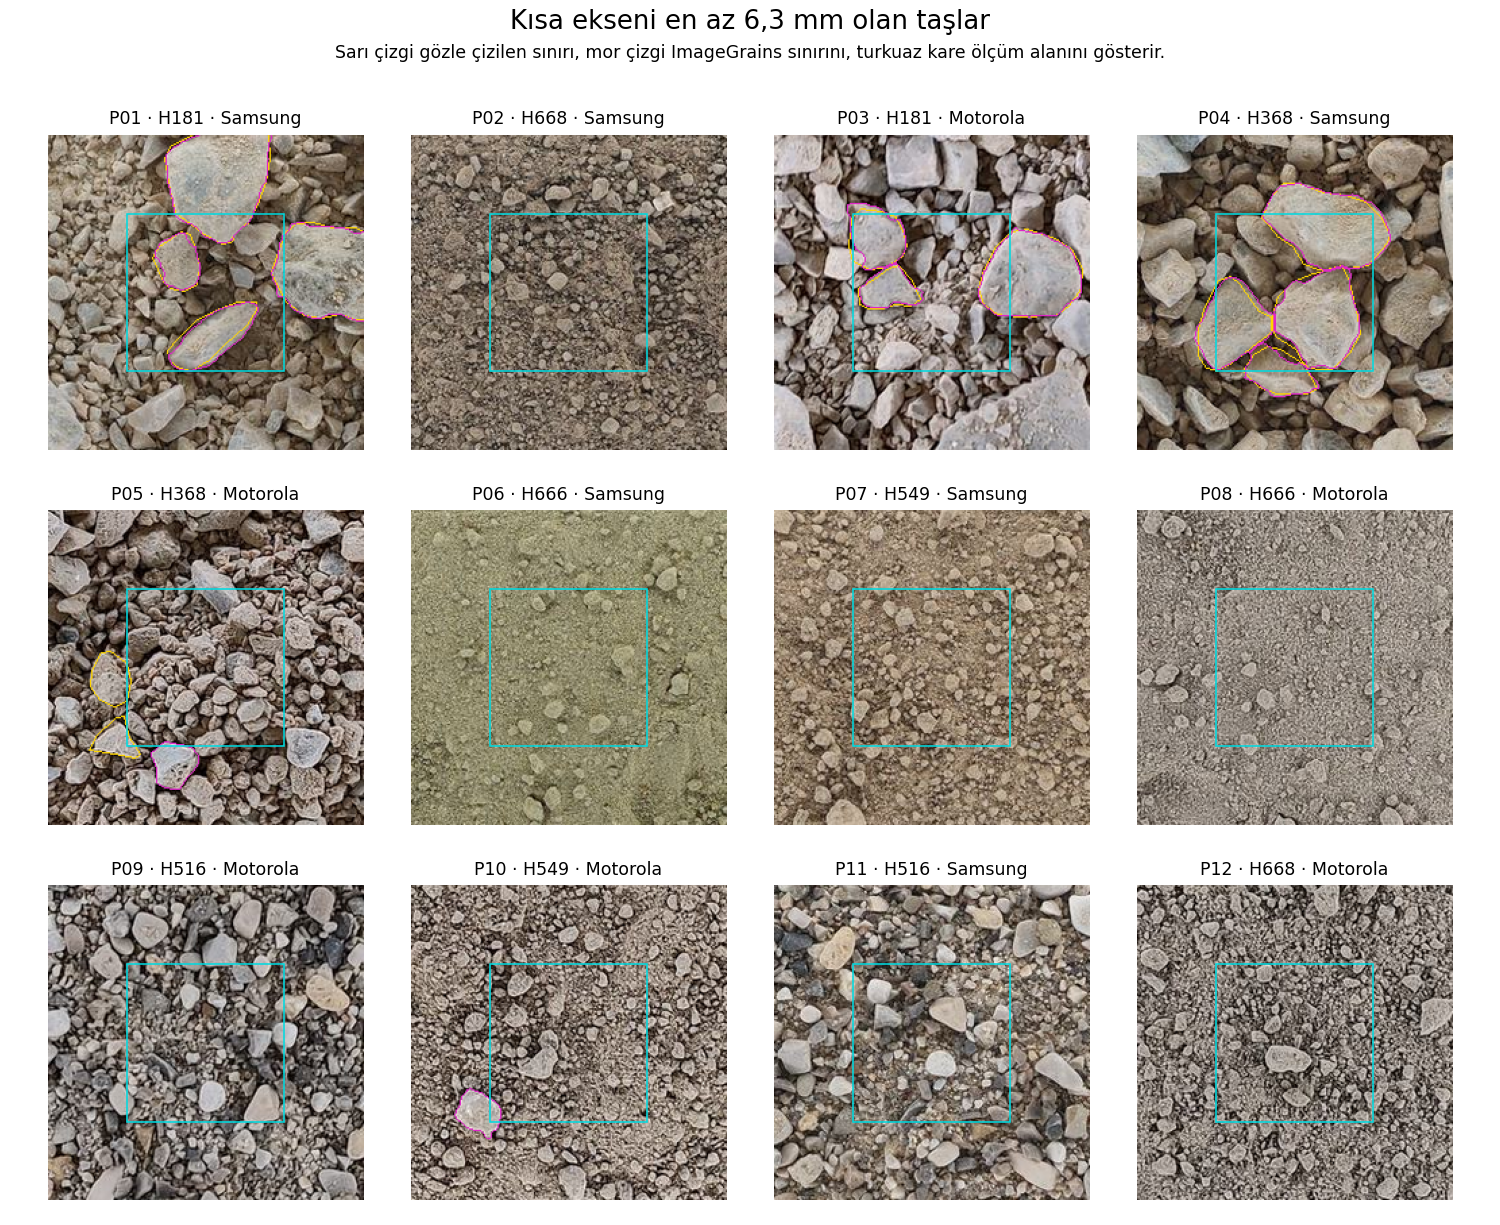 Kısa ekseni en az 6,3 mm olan taşlar
Sarı çizgi gözle çizilen sınırı, mor çizgi ImageGrains sınırını, turkuaz kare ölçüm alanını gösterir.
P01 · H181 · Samsung
P02 · H668 · Samsung
P03 · H181 · Motorola
P04 · H368 · Samsung
P05 · H368 · Motorola
P06 · H666 · Samsung
P07 · H549 · Samsung
P08 · H666 · Motorola
P09 · H516 · Motorola
P10 · H549 · Motorola
P11 · H516 · Samsung
P12 · H668 · Motorola